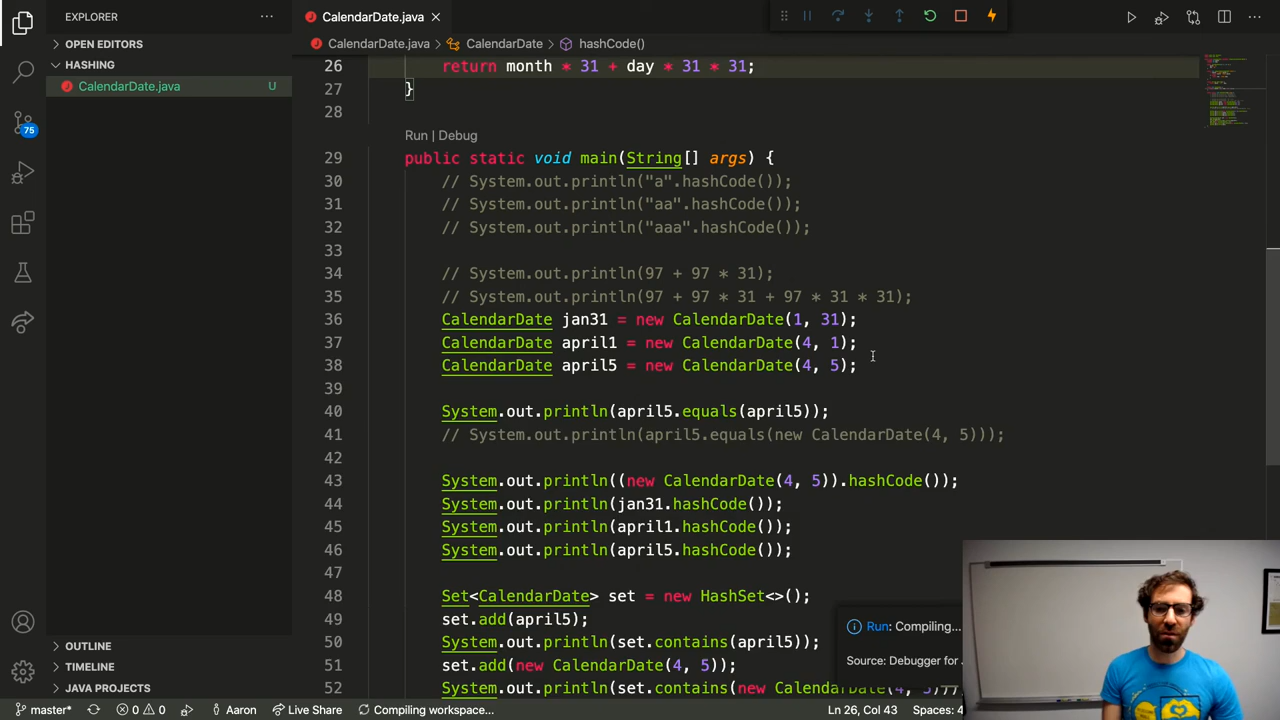 EXPLORER
CalendarDate.java
OPEN EDITORS
CalendarDate.java
CalendarDate
hashCode()
HASHING
CalendarDate.java
U
75
26 return month * 31 + day * 31 * 31;
27 }
28
Run | Debug
29 public static void main(String[] args) {
30 // System.out.println("a".hashCode());
31 // System.out.println("aa".hashCode());
32 // System.out.println("aaa".hashCode());
33
34 // System.out.println(97 + 97 * 31);
35 // System.out.println(97 + 97 * 31 + 97 * 31 * 31);
36 CalendarDate jan31 = new CalendarDate(1, 31);
37 CalendarDate april1 = new CalendarDate(4, 1);
38 CalendarDate april5 = new CalendarDate(4, 5);
39
40 System.out.println(april5.equals(april5));
41 // System.out.println(april5.equals(new CalendarDate(4, 5)));
42
43 System.out.println((new CalendarDate(4, 5)).hashCode());
44 System.out.println(jan31.hashCode());
45 System.out.println(april1.hashCode());
46 System.out.println(april5.hashCode());
47
48 Set<CalendarDate> set = new HashSet<>();
49 set.add(april5);
50 System.out.println(set.contains(april5));
51 set.add(new CalendarDate(4, 5));
52 System.out.println(set.contains(new CalendarDate(4, 5)))
Run: Compiling...
Source: Debugger for
OUTLINE
TIMELINE
JAVA PROJECTS
master*
0
0
Aaron
Live Share
Compiling workspace...
Ln 26, Col 43
Spaces: 4